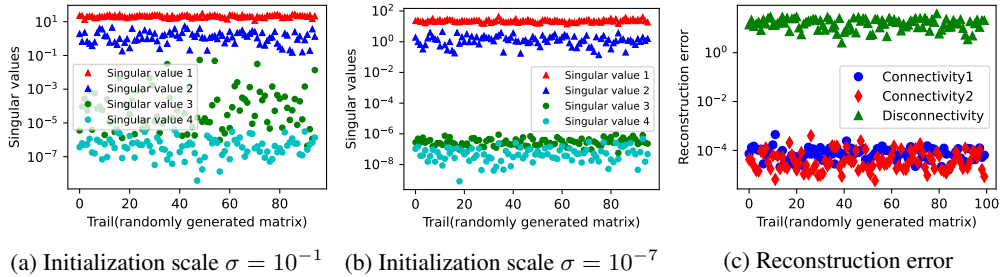 Singular values
10^1
10^-1
10^-3
10^-5
10^-7
Singular value 1
Singular value 2
Singular value 3
Singular value 4
0 20 40 60 80
Trail(randomly generated matrix)
(a) Initialization scale σ = 10^-1
Singular values
10^2
10^0
10^-2
10^-4
10^-6
10^-8
Singular value 1
Singular value 2
Singular value 3
Singular value 4
0 20 40 60 80
Trail(randomly generated matrix)
(b) Initialization scale σ = 10^-7
Reconstruction error
10^0
10^-2
10^-4
Connectivity1
Connectivity2
Disconnectivity
0 20 40 60 80 100
Trail(randomly generated matrix)
(c) Reconstruction error